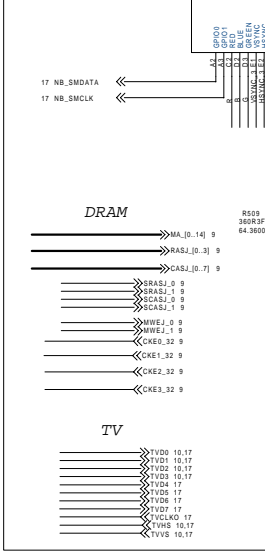 GPIO0
GPIO1
RED
BLUE
GREEN
VSYNC
HSYNC
A2
A3
C2
D2
D3
VSYNC_3 E1
HSYNC_3 E2
R
B
G
17 NB_SMDATA
17 NB_SMCLK
DRAM
R509
360R3F
64.3600
MA_[0..14] 9
RASJ_[0..3] 9
CASJ_[0..7] 9
SRASJ_0 9
SRASJ_1 9
SCASJ_0 9
SCASJ_1 9
MWEJ_0 9
MWEJ_1 9
CKE0_32 9
CKE1_32 9
CKE2_32 9
CKE3_32 9
TV
TVD0 10,17
TVD1 10,17
TVD2 10,17
TVD3 10,17
TVD4 17
TVD5 17
TVD6 17
TVD7 17
TVCLKO 17
TVHS 10,17
TVVS 10,17